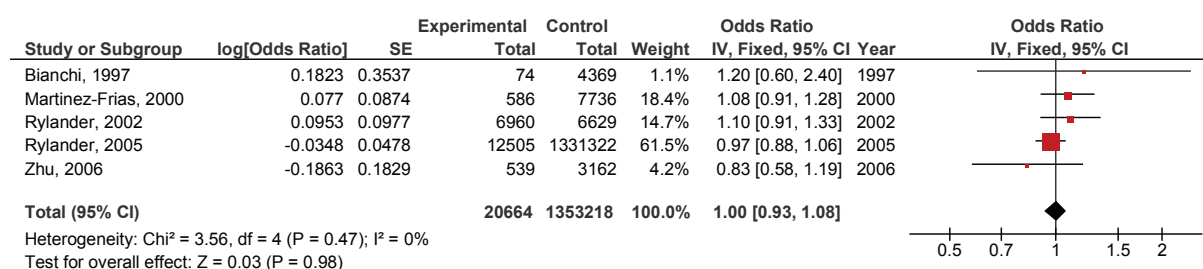 Experimental Control Odds Ratio Odds Ratio
Study or Subgroup log[Odds Ratio] SE Total Total Weight IV, Fixed, 95% CI Year IV, Fixed, 95% CI
Bianchi, 1997 0.1823 0.3537 74 4369 1.1% 1.20 [0.60, 2.40] 1997
Martinez-Frias, 2000 0.077 0.0874 586 7736 18.4% 1.08 [0.91, 1.28] 2000
Rylander, 2002 0.0953 0.0977 6960 6629 14.7% 1.10 [0.91, 1.33] 2002
Rylander, 2005 -0.0348 0.0478 12505 1331322 61.5% 0.97 [0.88, 1.06] 2005
Zhu, 2006 -0.1863 0.1829 539 3162 4.2% 0.83 [0.58, 1.19] 2006
Total (95% CI) 20664 1353218 100.0% 1.00 [0.93, 1.08]
Heterogeneity: Chi² = 3.56, df = 4 (P = 0.47); I² = 0%
Test for overall effect: Z = 0.03 (P = 0.98)
0.5 0.7 1 1.5 2